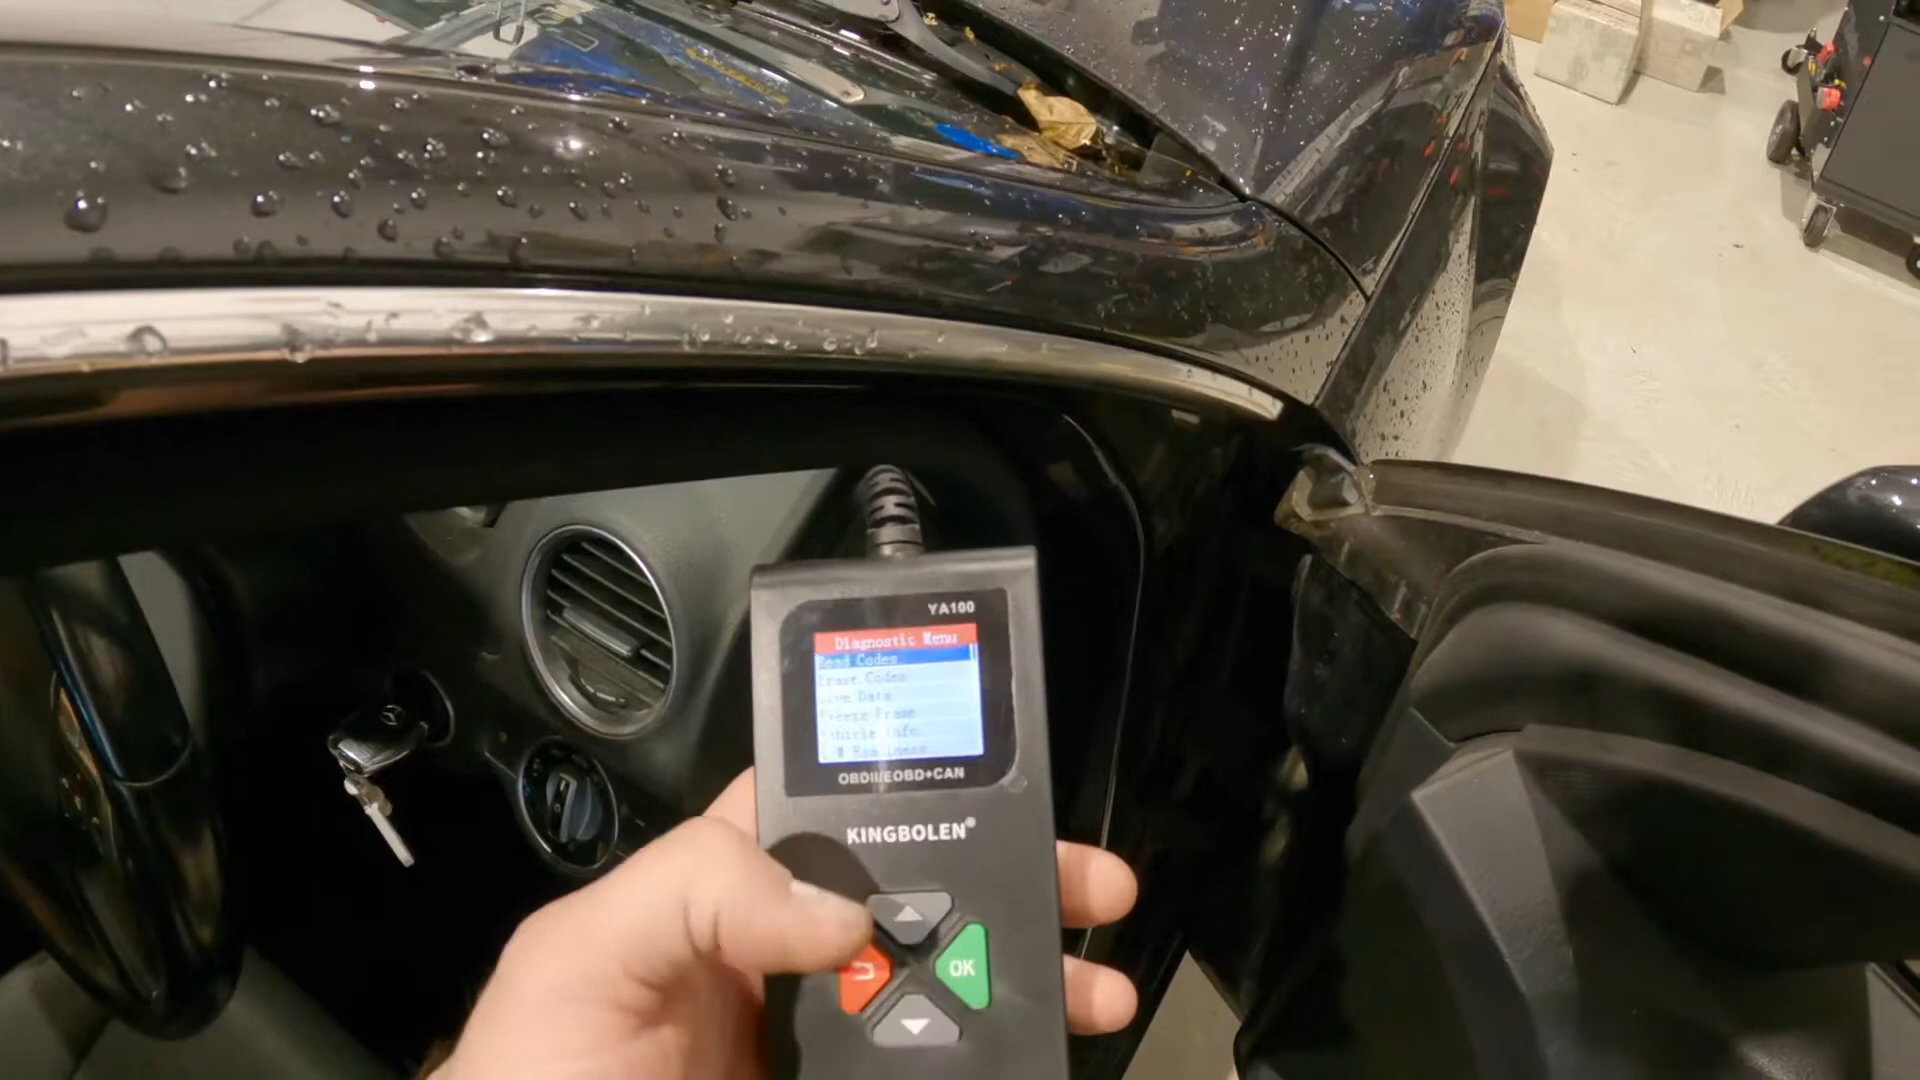 YA100
Diagnostic Menu
Read Codes
Erase Codes
Live Data
Freeze Frame
Vehicle Info.
OBDII/EOBD+CAN
KINGBOLEN®
OK